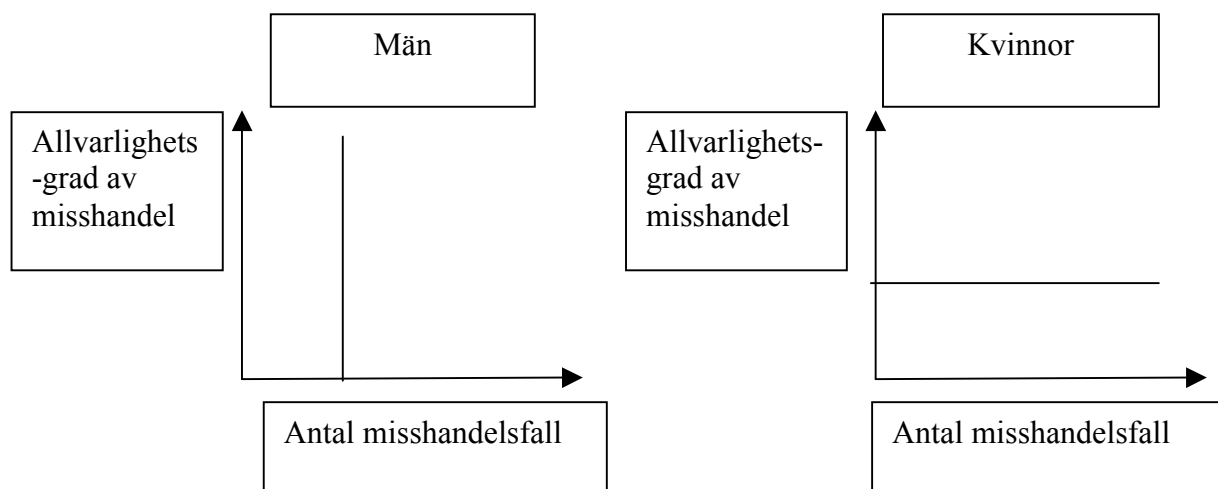 Män
Kvinnor
Allvarlighets
-grad av
misshandel
Allvarlighets-
grad av
misshandel
Antal misshandelsfall
Antal misshandelsfall